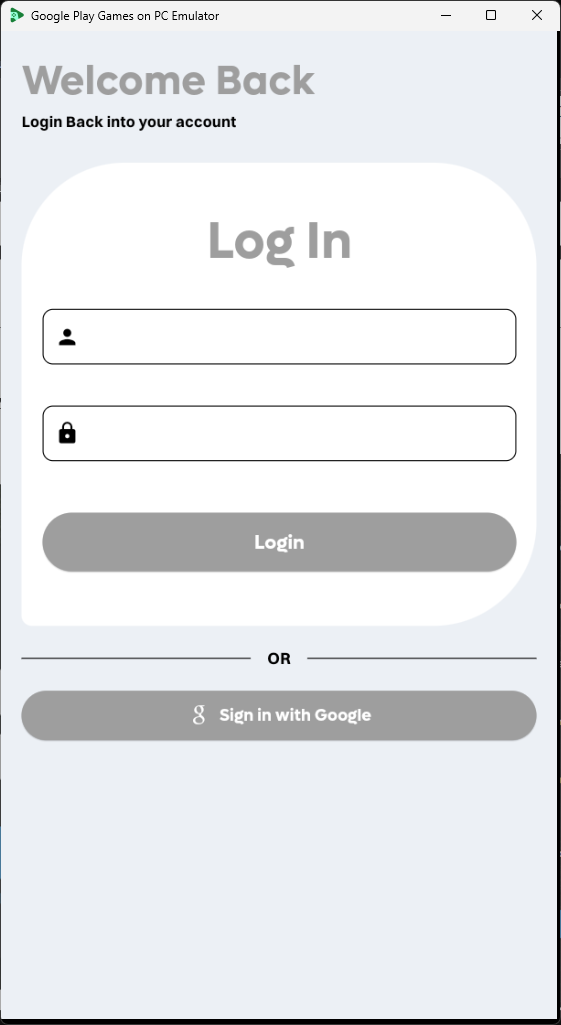 Google Play Games on PC Emulator
Welcome Back
Login Back into your account
Log In
Login
OR
g Sign in with Google